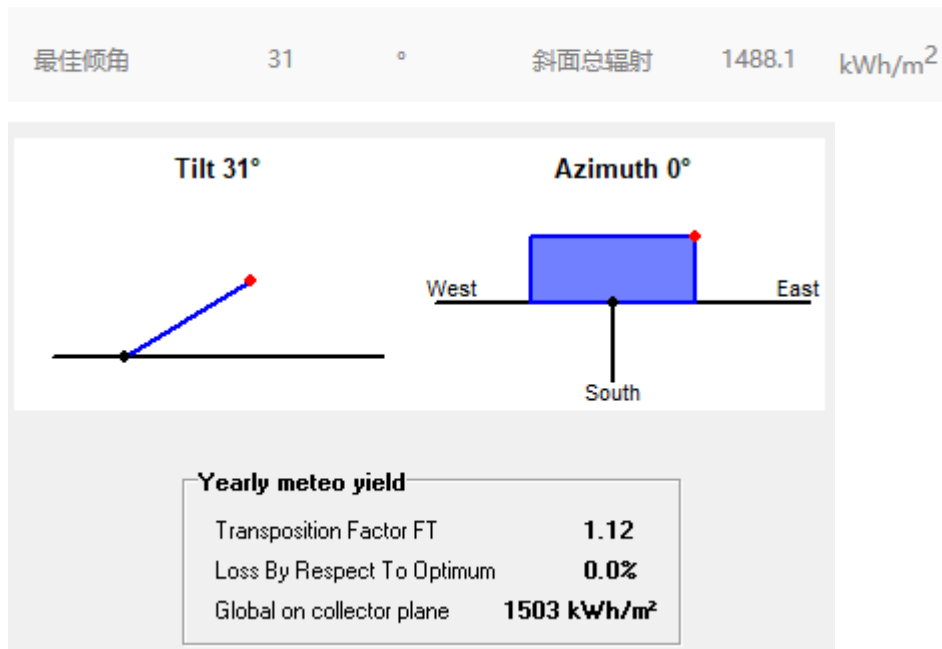 最佳倾角 31 ° 斜面总辐射 1488.1 kWh/m²
Tilt 31° Azimuth 0°
West East
South
Yearly meteo yield
Transposition Factor FT 1.12
Loss By Respect To Optimum 0.0%
Global on collector plane 1503 kWh/m²